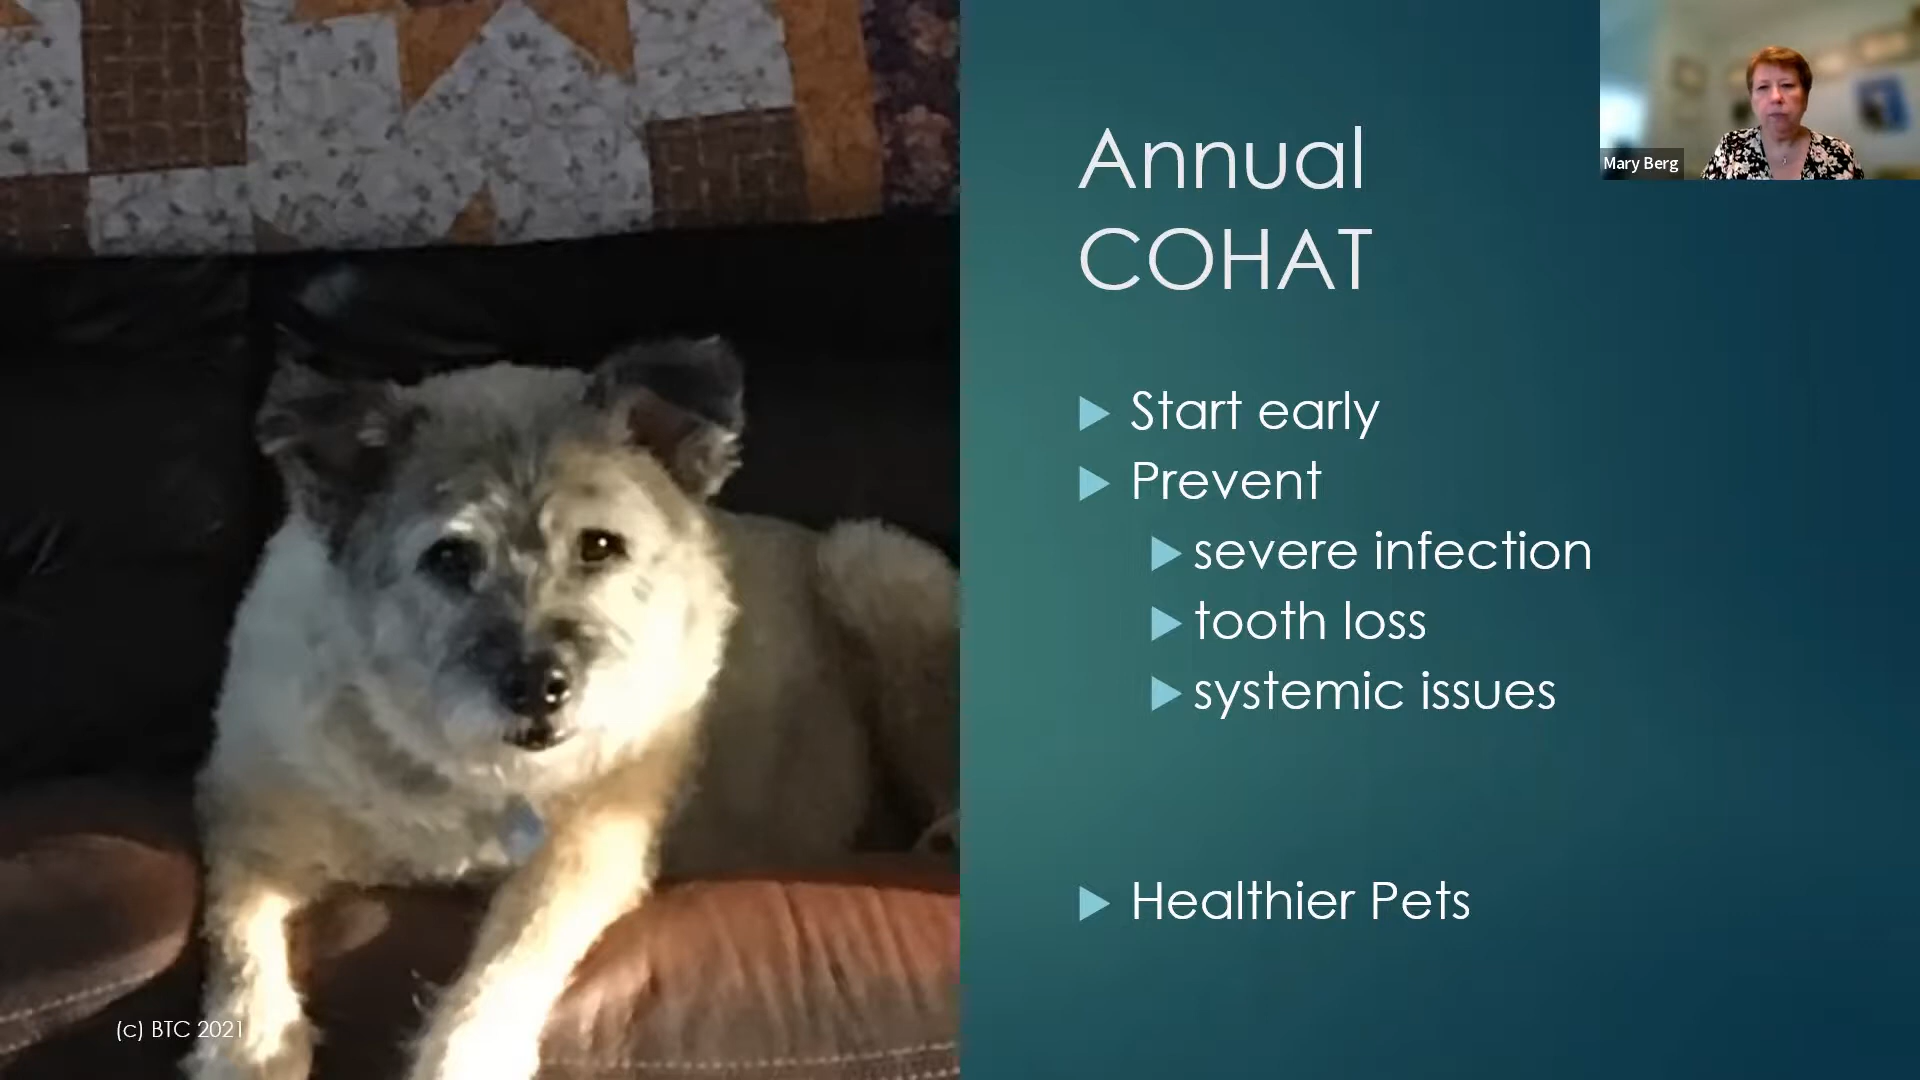 Annual
COHAT
Mary Berg
Start early
Prevent
severe infection
tooth loss
systemic issues
Healthier Pets
(c) BTC 2021